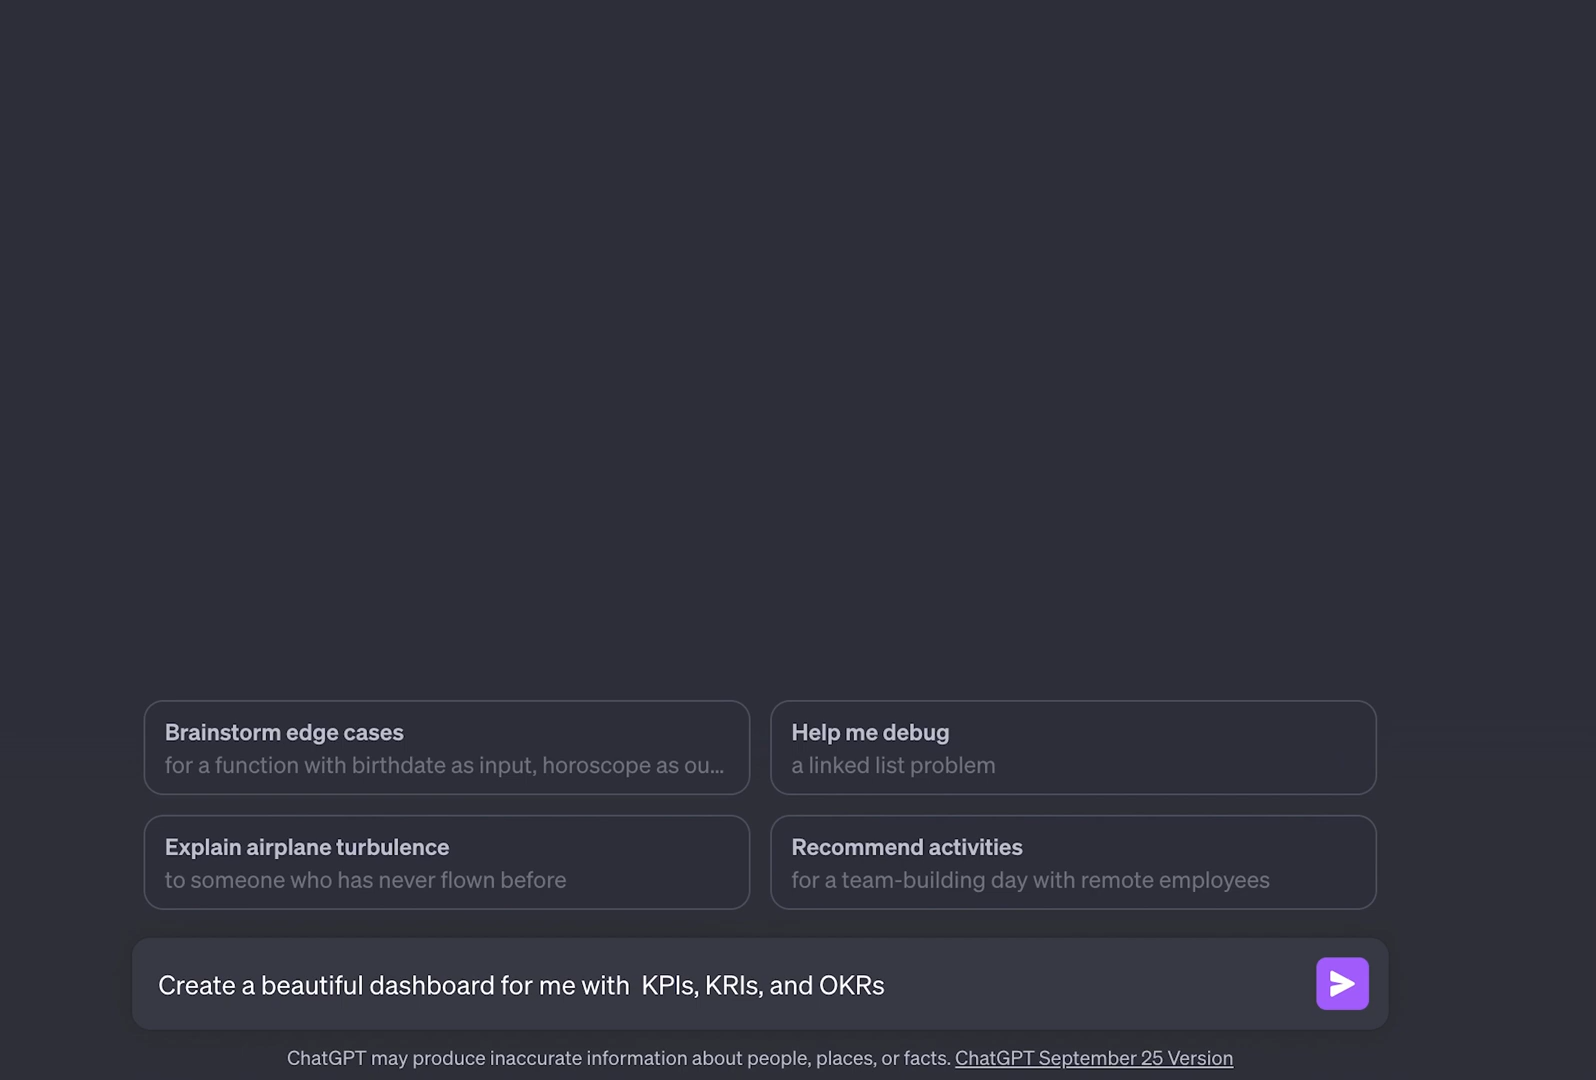 Brainstorm edge cases
for a function with birthdate as input, horoscope as ou...
Help me debug
a linked list problem
Explain airplane turbulence
to someone who has never flown before
Recommend activities
for a team-building day with remote employees
Create a beautiful dashboard for me with  KPIs, KRIs, and OKRs
ChatGPT may produce inaccurate information about people, places, or facts. ChatGPT September 25 Version